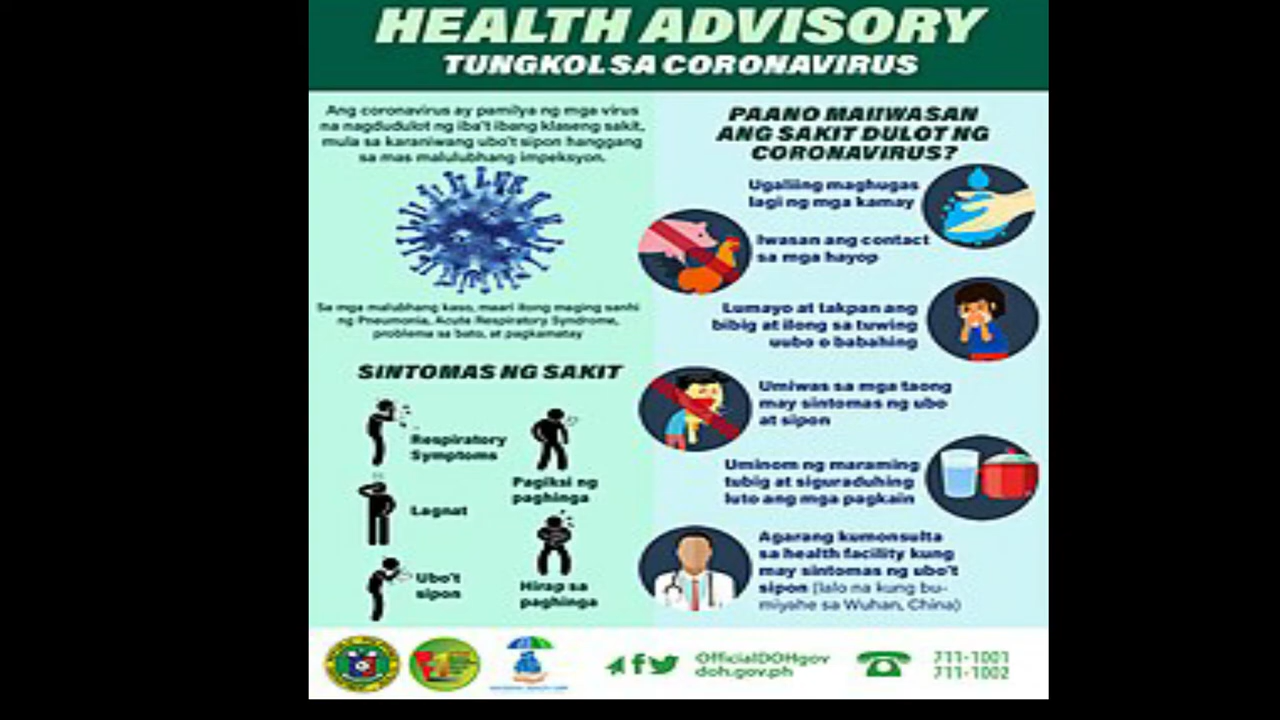 HEALTH ADVISORY
TUNGKOL SA CORONAVIRUS
Ang coronavirus ay pamilya ng mga virus
na nagdudulot ng iba't ibang klaseng sakit,
mula sa karaniwang ubo't sipon hanggang
sa mas malulubhang impeksyon.
Sa mga malubhang kaso, maari itong maging sanhi
ng Pneumonia, Acute Respiratory Syndrome,
problema sa bato, at pagkamatay
SINTOMAS NG SAKIT
Respiratory
Symptoms
Pagiksi ng
paghinga
Lagnat
Hirap sa
paghinga
Ubo't
sipon
PAANO MAIIWASAN
ANG SAKIT DULOT NG
CORONAVIRUS?
Ugaliing maghugas
lagi ng mga kamay
Iwasan ang contact
sa mga hayop
Lumayo at takpan ang
bibig at ilong sa tuwing
uubo o babahing
Umiwas sa mga taong
may sintomas ng ubo
at sipon
Uminom ng maraming
tubig at siguraduhing
luto ang mga pagkain
Agarang kumonsulta
sa health facility kung
may sintomas ng ubo't
sipon (lalo na kung bu-
miyahe sa Wuhan, China)
OfficialDOHgov
doh.gov.ph
711-1001
711-1002